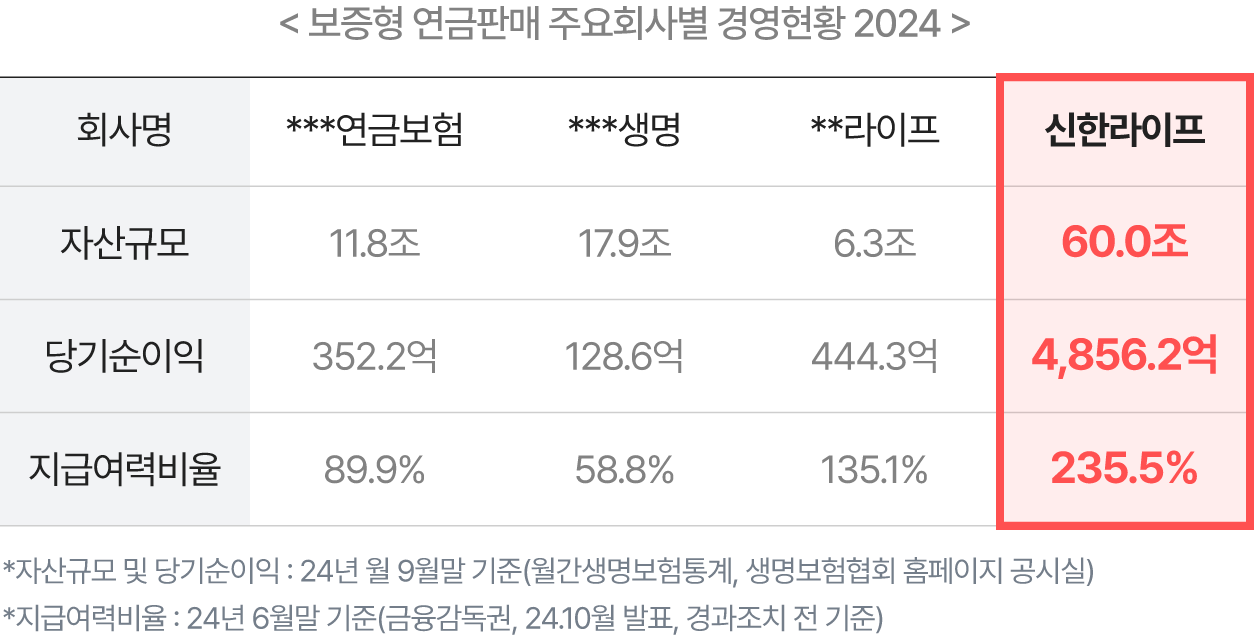 < 보증형 연금판매 주요회사별 경영현황 2024 >
회사명 ***연금보험 ***생명 **라이프 신한라이프
자산규모 11.8조 17.9조 6.3조 60.0조
당기순이익 352.2억 128.6억 444.3억 4,856.2억
지급여력비율 89.9% 58.8% 135.1% 235.5%
*자산규모 및 당기순이익 : 24년 월 9월말 기준(월간생명보험통계, 생명보험협회 홈페이지 공시실)
*지급여력비율 : 24년 6월말 기준(금융감독권, 24.10월 발표, 경과조치 전 기준)